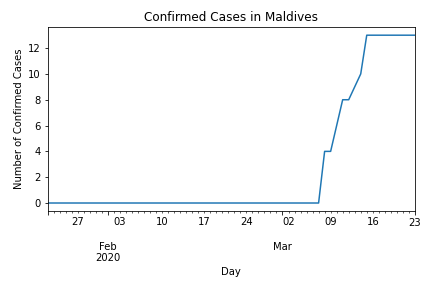 Confirmed Cases in Maldives
Number of Confirmed Cases
12
10
8
6
4
2
0
27 03 10 17 24 02 09 16 23
Feb Mar
2020
Day